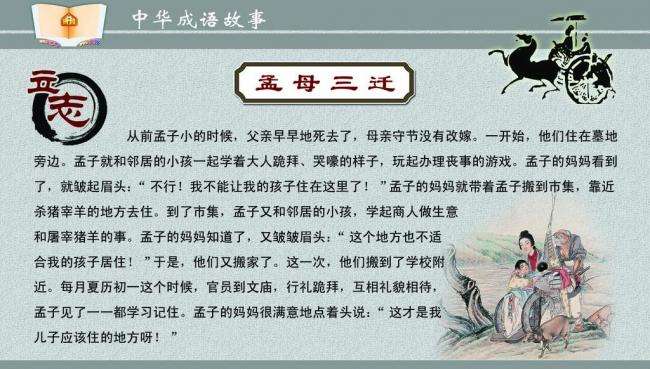 中华成语故事
立志
孟母三迁
从前孟子小的时候，父亲早早地死去了，母亲守节没有改嫁。一开始，他们住在墓地
旁边。孟子就和邻居的小孩一起学着大人跪拜、哭嚎的样子，玩起办理丧事的游戏。孟子的妈妈看到
了，就皱起眉头：“ 不行！我不能让我的孩子住在这里了！ ”孟子的妈妈就带着孟子搬到市集，靠近
杀猪宰羊的地方去住。到了市集，孟子又和邻居的小孩，学起商人做生意
和屠宰猪羊的事。孟子的妈妈知道了，又皱皱眉头：“ 这个地方也不适
合我的孩子居住！ ”于是，他们又搬家了。这一次，他们搬到了学校附
近。每月夏历初一这个时候，官员到文庙，行礼跪拜，互相礼貌相待，
孟子见了一一都学习记住。孟子的妈妈很满意地点着头说：“ 这才是我
儿子应该住的地方呀！ ”